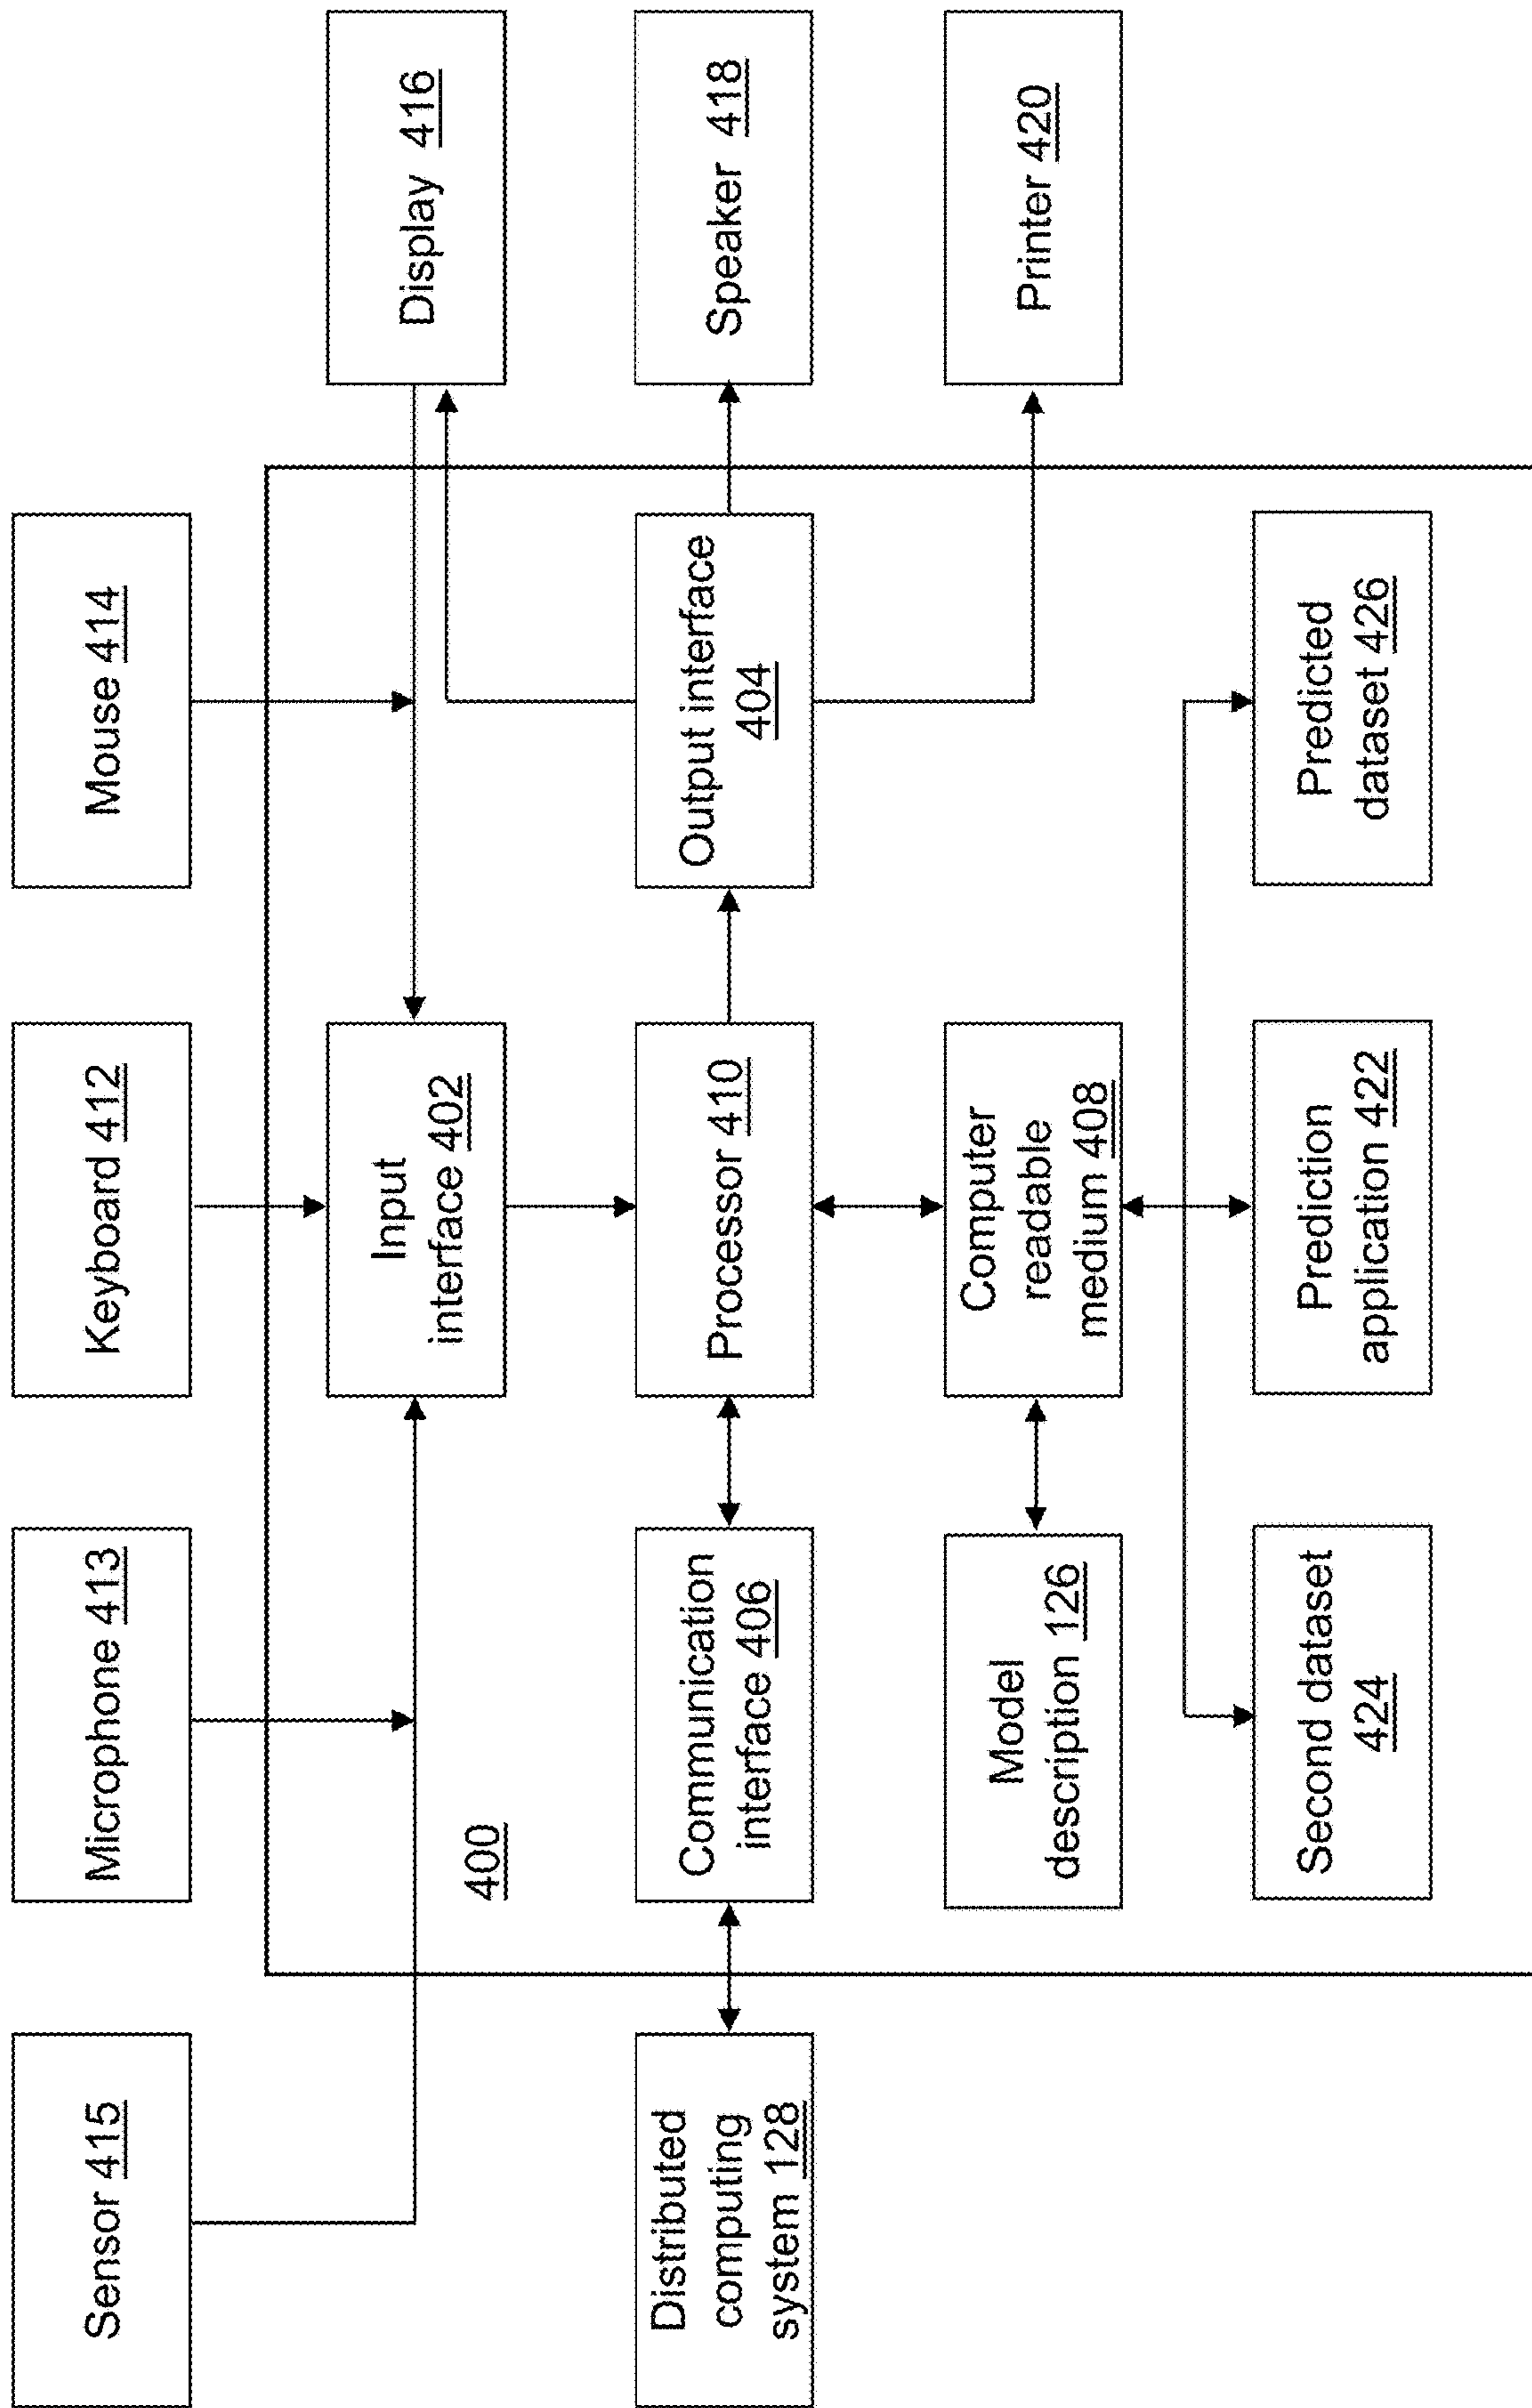 Sensor 415
Microphone 413
Keyboard 412
Mouse 414
400
Input
interface 402
Display 416
Distributed
computing
system 128
Communication
interface 406
Processor 410
Output interface
404
Speaker 418
Model
description 126
Computer
readable
medium 408
Printer 420
Second dataset
424
Prediction
application 422
Predicted
dataset 426